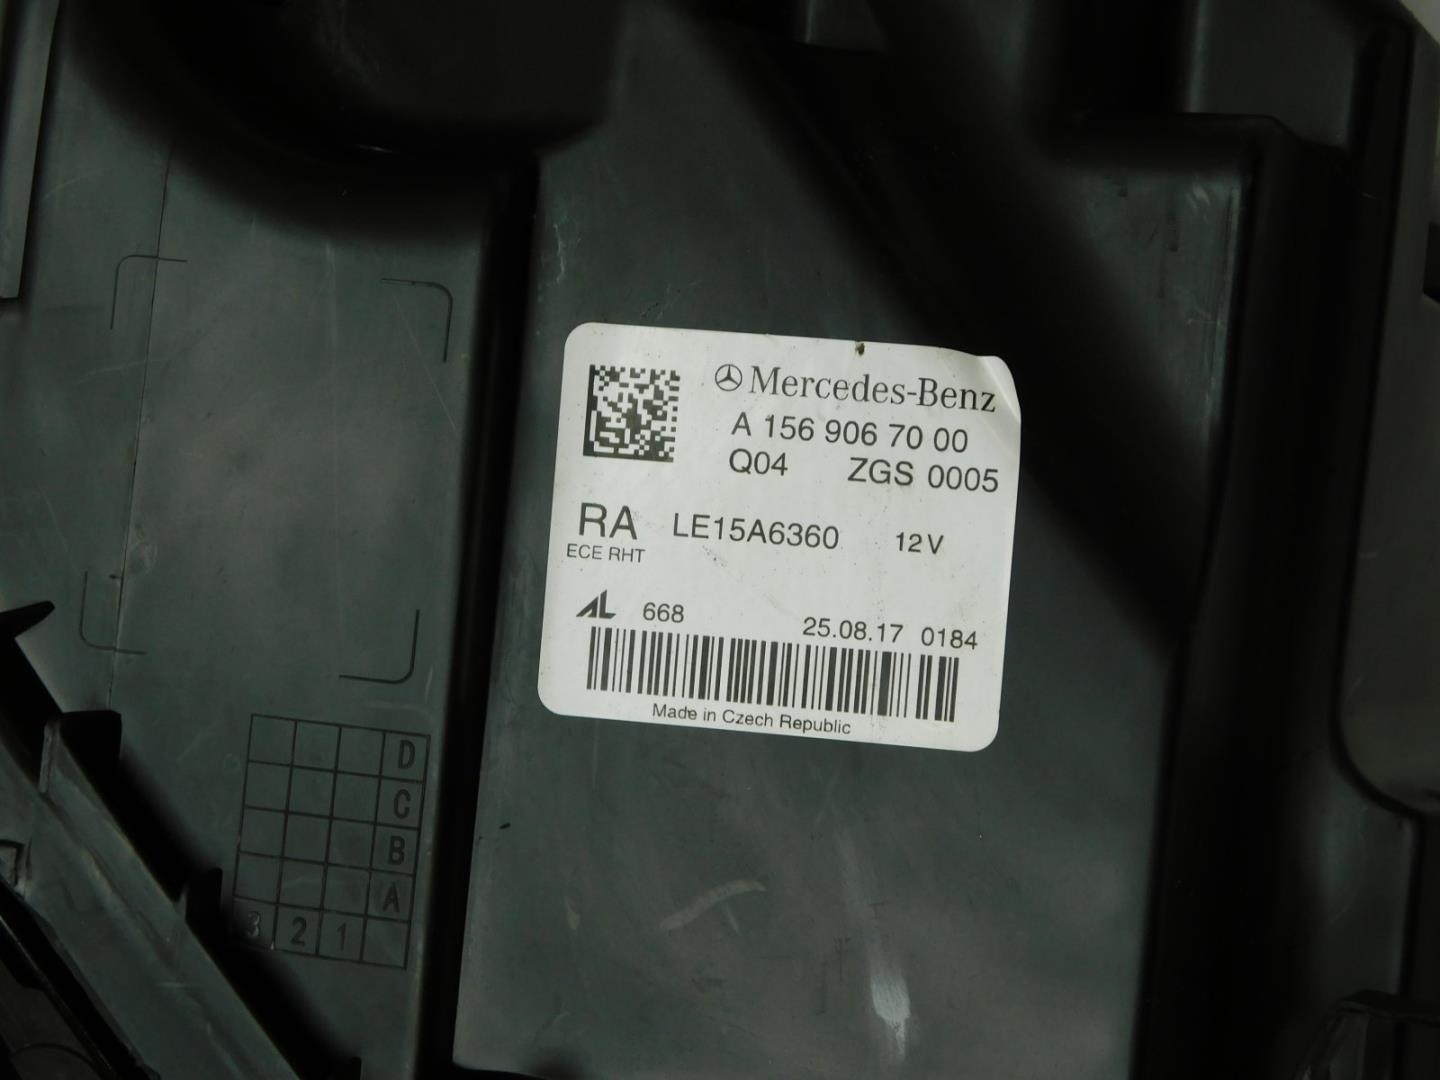 Mercedes-Benz
A 156 906 70 00
Q04 ZGS 0005
RA LE15A6360 12V
ECE RHT
AL 668 25.08.17 0184
Made in Czech Republic
D
C
B
A
3 2 1